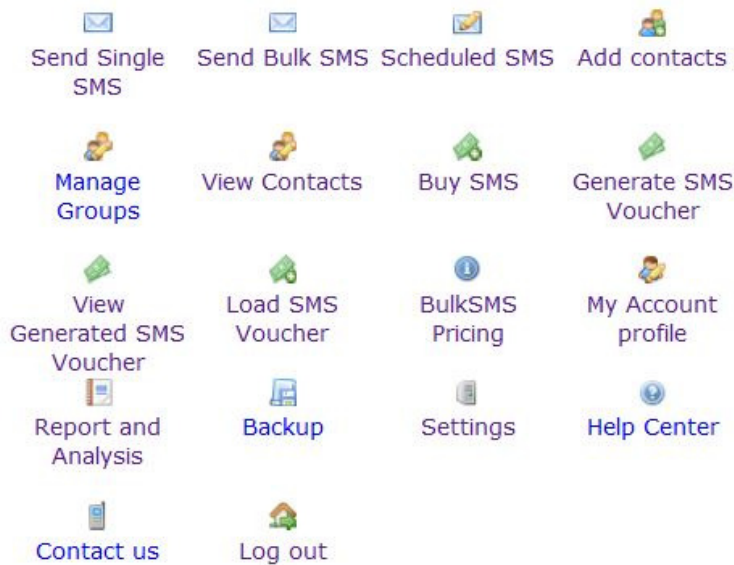 Send Single
SMS
Send Bulk SMS
Scheduled SMS
Add contacts
Manage
Groups
View Contacts
Buy SMS
Generate SMS
Voucher
View
Generated SMS
Voucher
Load SMS
Voucher
BulkSMS
Pricing
My Account
profile
Report and
Analysis
Backup
Settings
Help Center
Contact us
Log out